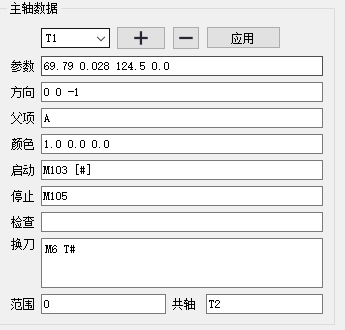 主轴数据
T1 + − 应用
参数 69.79 0.028 124.5 0.0
方向 0 0 -1
父项 A
颜色 1.0 0.0 0.0
启动 M103 [#]
停止 M105
检查
换刀 M6 T#
范围 0 共轴 T2